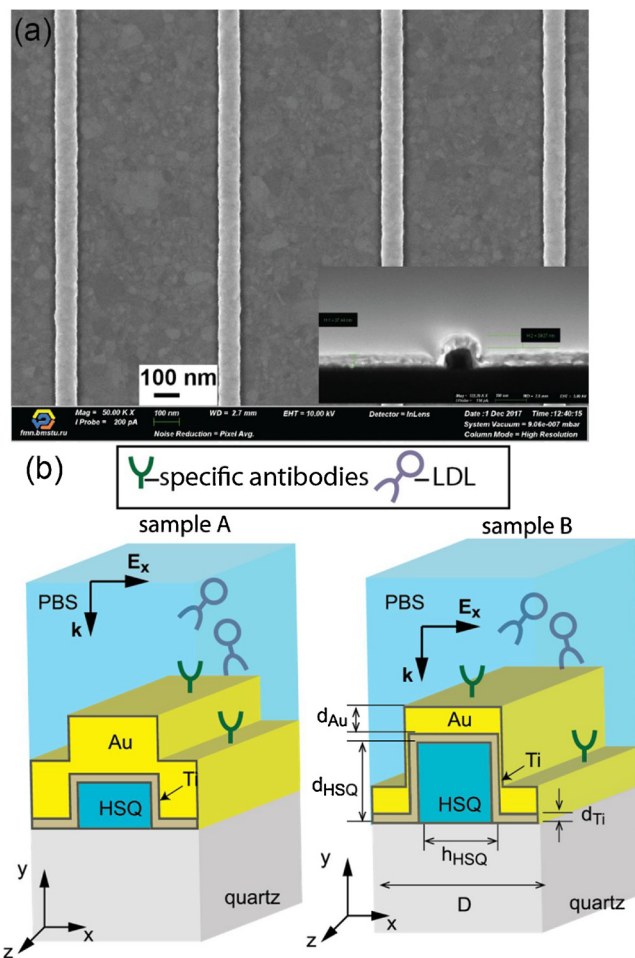 (a)
100 nm
fmn.bmstu.ru
Mag = 50.00 K X
I Probe = 200 pA
100 nm
WD = 2.7 mm
EHT = 10.00 kV
Detector = InLens
Noise Reduction = Pixel Avg.
Date :1 Dec 2017 Time :12:40:15
System Vacuum = 9.06e-007 mbar
Column Mode = High Resolution
(b)
–specific antibodies –LDL
sample A
sample B
PBS
Ex
k
Au
Ti
HSQ
y
x
z
quartz
PBS
Ex
k
dAu
Au
Ti
dHSQ
HSQ
dTi
hHSQ
D
y
x
z
quartz